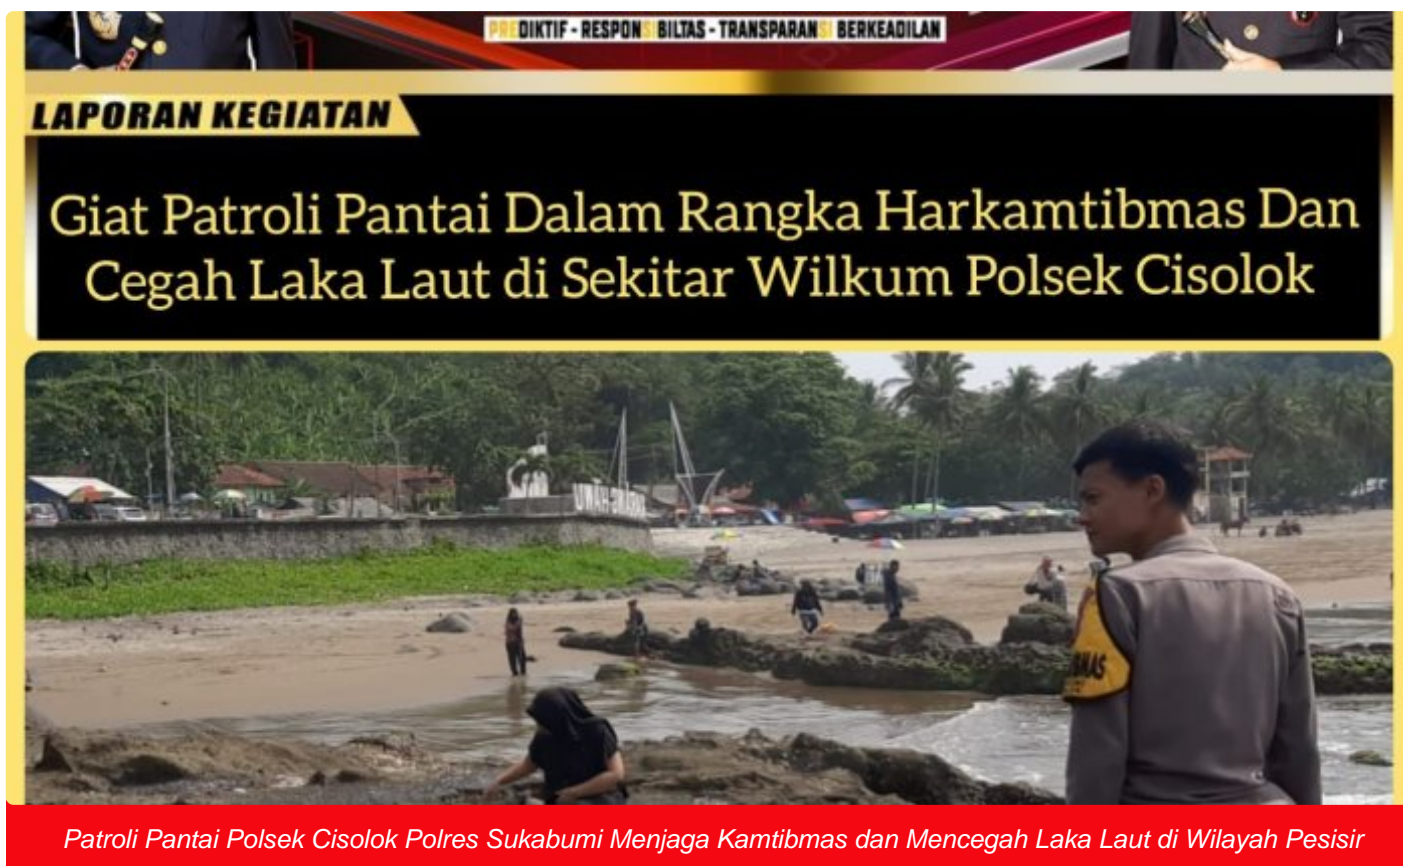 PREDIKTIF - RESPONSIBILTAS - TRANSPARANSI BERKEADILAN
LAPORAN KEGIATAN
Giat Patroli Pantai Dalam Rangka Harkamtibmas Dan
Cegah Laka Laut di Sekitar Wilkum Polsek Cisolok
Patroli Pantai Polsek Cisolok Polres Sukabumi Menjaga Kamtibmas dan Mencegah Laka Laut di Wilayah Pesisir